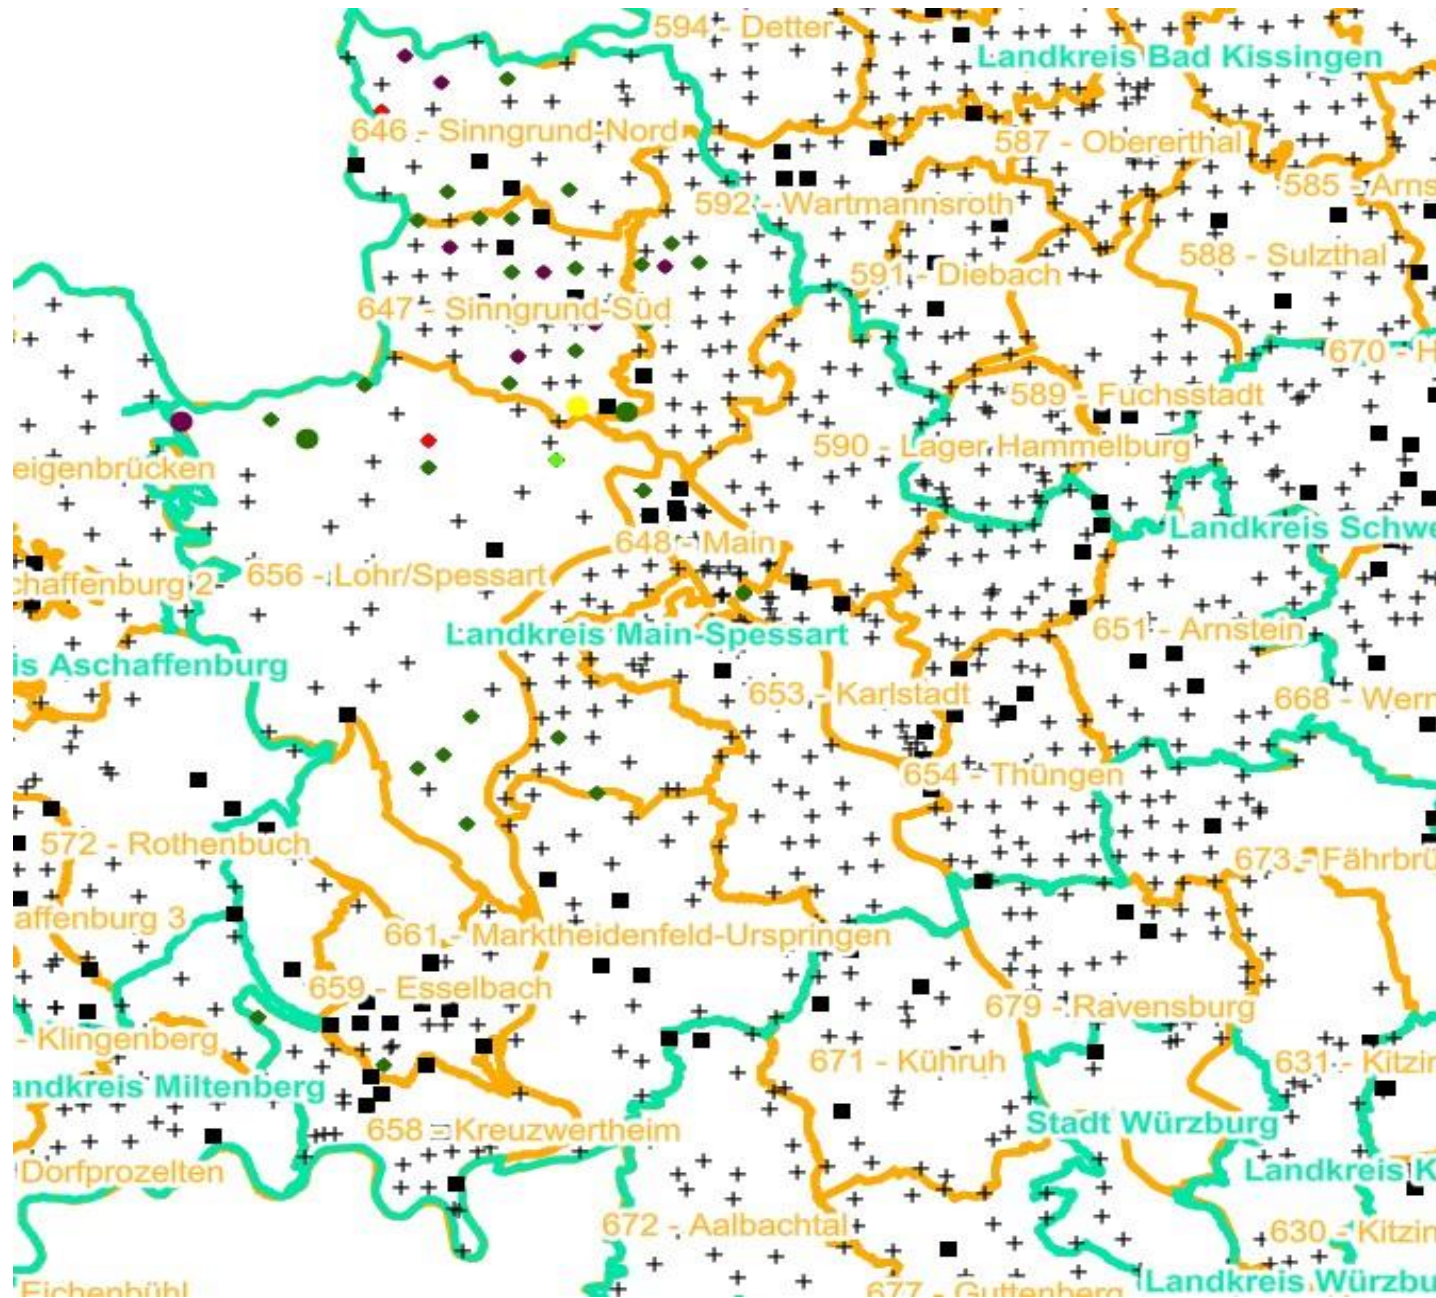 594 - Detter
Landkreis Bad Kissingen
646 - Sinngrund-Nord
587 - Obererthal
585 - Arns
592 - Wartmannsroth
588 - Sulzthal
591 - Diebach
647 - Sinngrund-Süd
670 - H
589 - Fuchsstadt
590 - Lager Hammelburg
eigenbrücken
Landkreis Schwe
648 - Main
656 - Lohr/Spessart
chaffenburg 2
651 - Arnstein
Landkreis Main-Spessart
is Aschaffenburg
653 - Karlstadt
668 - Wern
654 - Thüngen
572 - Rothenbuch
673 - Fährbrü
affenburg 3
661 - Marktheidenfeld-Urspringen
659 - Esselbach
679 - Ravensburg
- Klingenberg
671 - Kühruh
631 - Kitzin
andkreis Miltenberg
Stadt Würzburg
658 - Kreuzwertheim
Dorfprozelten
Landkreis K
672 - Aalbachtal
630 - Kitzin
Landkreis Würzbu
677 - Guttenberg
Eichenbühl